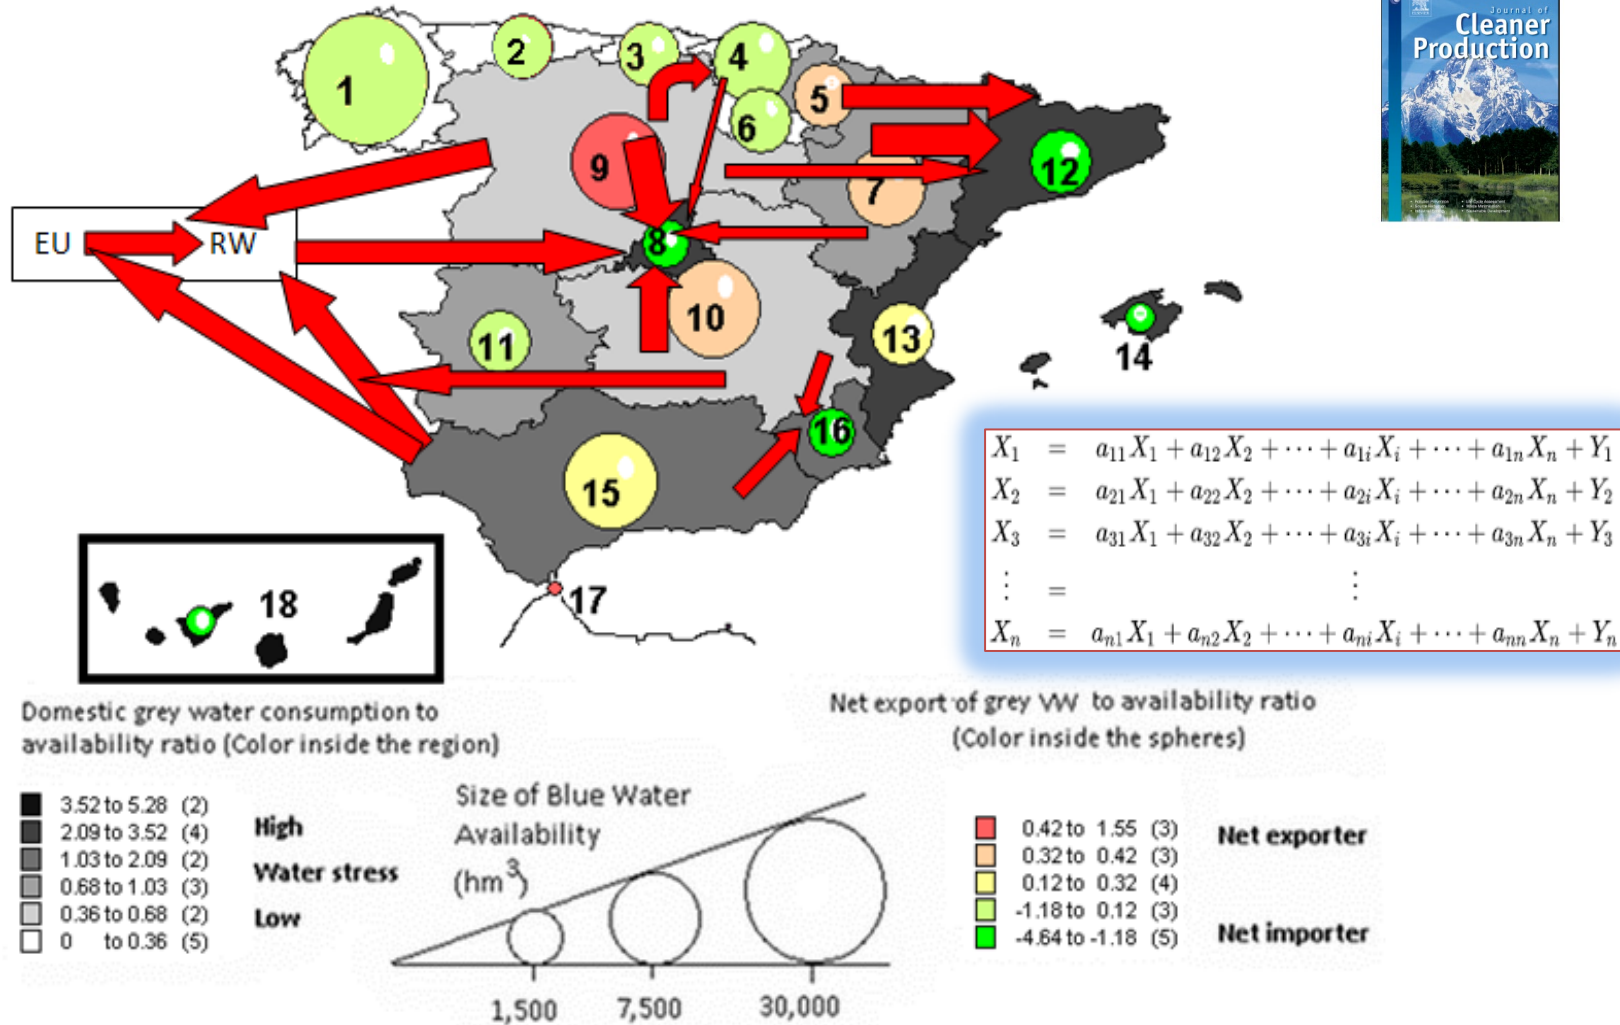 Journal of
Cleaner
Production
1
2
3
4
5
6
9
7
12
EU
RW
8
10
11
13
14
16
15
17
18
X₁ = a₁₁X₁ + a₁₂X₂ + ⋯ + a₁ᵢXᵢ + ⋯ + a₁ₙXₙ + Y₁
X₂ = a₂₁X₁ + a₂₂X₂ + ⋯ + a₂ᵢXᵢ + ⋯ + a₂ₙXₙ + Y₂
X₃ = a₃₁X₁ + a₃₂X₂ + ⋯ + a₃ᵢXᵢ + ⋯ + a₃ₙXₙ + Y₃
⋮ = ⋮
Xₙ = aₙ₁X₁ + aₙ₂X₂ + ⋯ + aₙᵢXᵢ + ⋯ + aₙₙXₙ + Yₙ
Domestic grey water consumption to
availability ratio (Color inside the region)
3.52 to 5.28 (2)
2.09 to 3.52 (4)
1.03 to 2.09 (2)
0.68 to 1.03 (3)
0.36 to 0.68 (2)
0 to 0.36 (5)
High
Water stress
Low
Size of Blue Water
Availability
(hm³)
1,500
7,500
30,000
Net export of grey VW to availability ratio
(Color inside the spheres)
0.42 to 1.55 (3)
0.32 to 0.42 (3)
0.12 to 0.32 (4)
-1.18 to 0.12 (3)
-4.64 to -1.18 (5)
Net exporter
Net importer